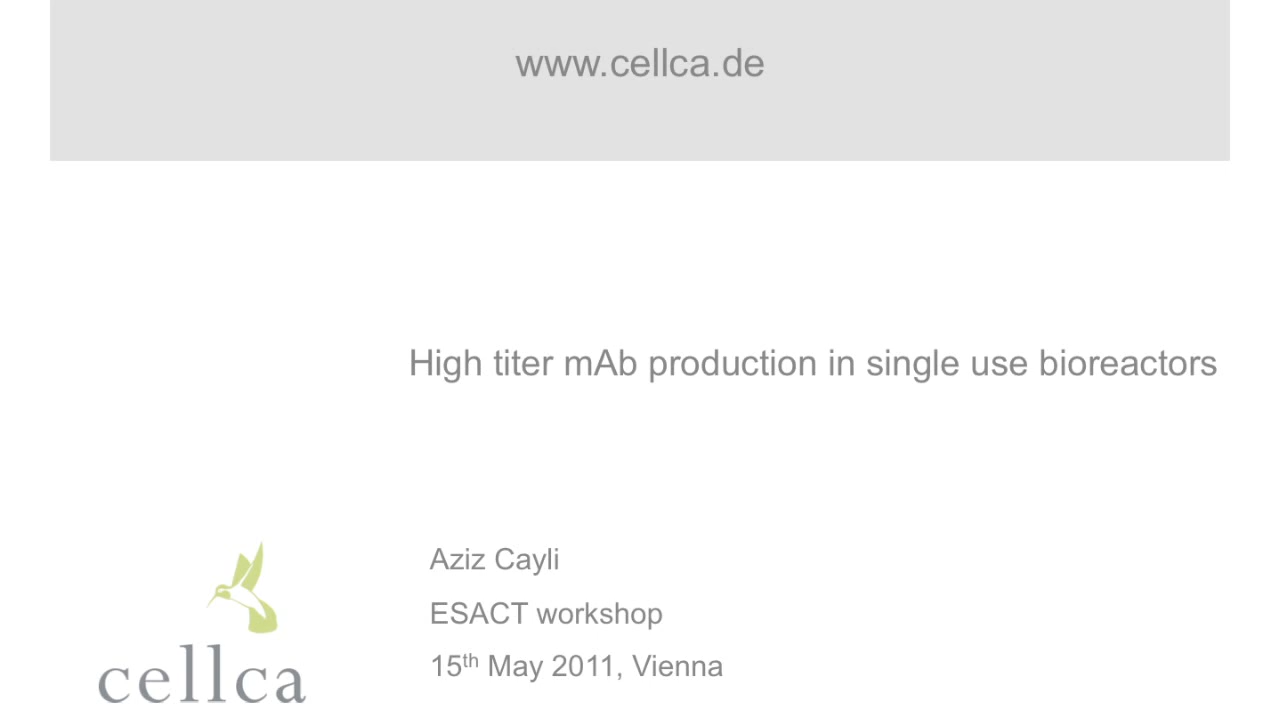 www.cellca.de
High titer mAb production in single use bioreactors
Aziz Cayli
ESACT workshop
15th May 2011, Vienna
cellca